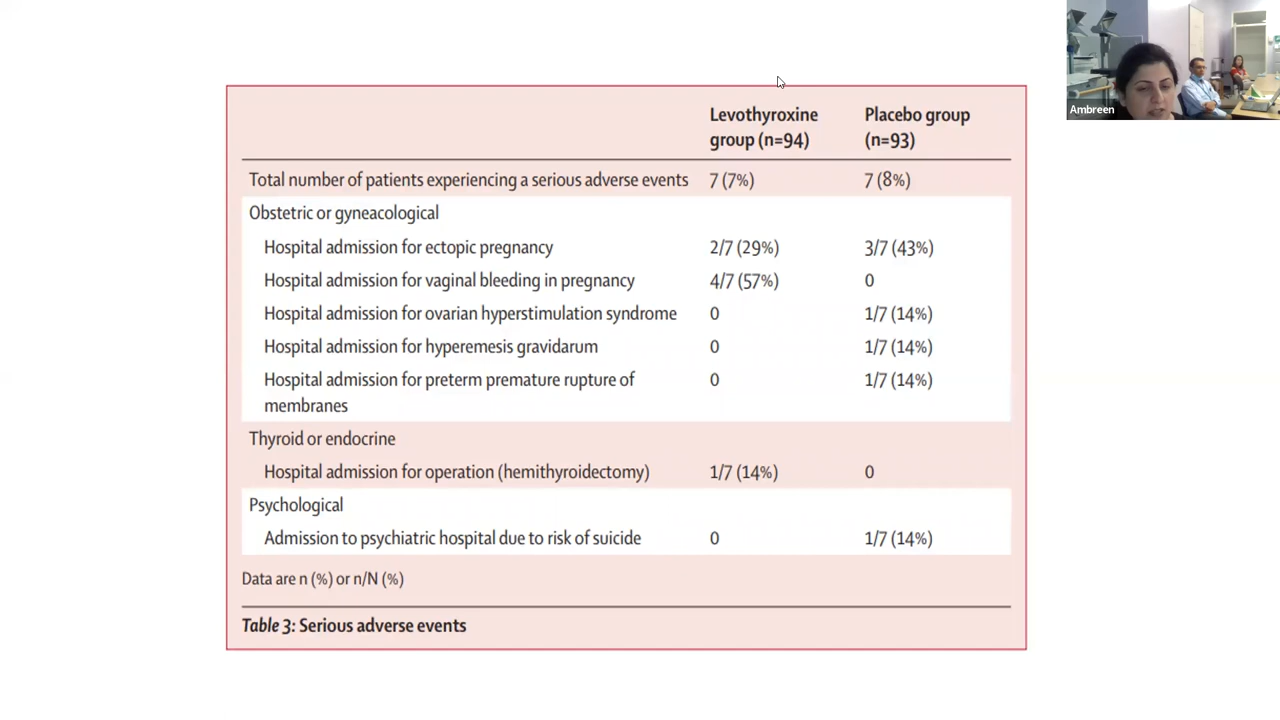 Levothyroxine group (n=94)
Placebo group (n=93)
Total number of patients experiencing a serious adverse events 7 (7%) 7 (8%)
Obstetric or gyneacological
Hospital admission for ectopic pregnancy 2/7 (29%) 3/7 (43%)
Hospital admission for vaginal bleeding in pregnancy 4/7 (57%) 0
Hospital admission for ovarian hyperstimulation syndrome 0 1/7 (14%)
Hospital admission for hyperemesis gravidarum 0 1/7 (14%)
Hospital admission for preterm premature rupture of 0 1/7 (14%)
membranes
Thyroid or endocrine
Hospital admission for operation (hemithyroidectomy) 1/7 (14%) 0
Psychological
Admission to psychiatric hospital due to risk of suicide 0 1/7 (14%)
Data are n (%) or n/N (%)
Table 3: Serious adverse events
Ambreen